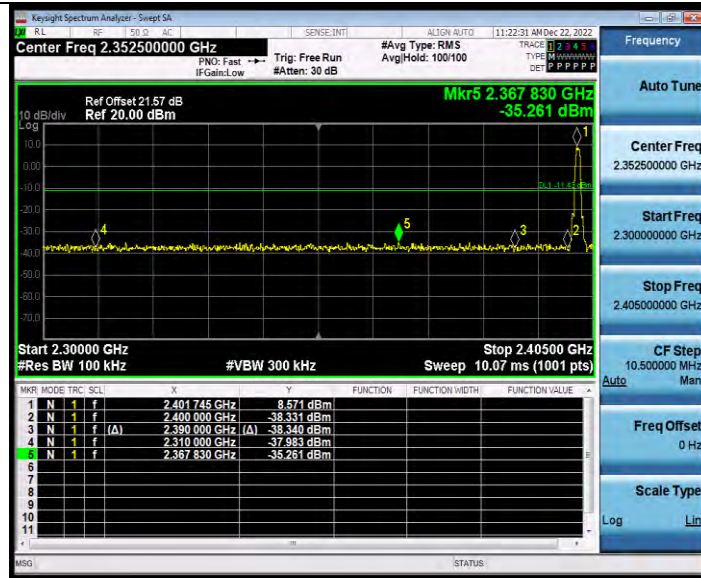 Keysight Spectrum Analyzer - Swept SA
LXI RL RF 50 Ω AC SENSE:INT ALIGN AUTO 11:22:31 AM Dec 22, 2022
Center Freq 2.352500000 GHz
PNO: Fast
IFGain:Low
Trig: Free Run
#Atten: 30 dB
#Avg Type: RMS
Avg|Hold: 100/100
TRACE 1 2 3 4 5 6
TYPE M W W W W W
DET P P P P P P
Ref Offset 21.57 dB
Ref 20.00 dBm
10 dB/div
Log
Mkr5 2.367 830 GHz
-35.261 dBm
10.0
0.00
-10.0
-20.0
-30.0
-40.0
-50.0
-60.0
-70.0
1
4
5
3
2
Start 2.30000 GHz
Stop 2.40500 GHz
#Res BW 100 kHz
#VBW 300 kHz
Sweep 10.07 ms (1001 pts)
MKR MODE TRC SCL X Y FUNCTION FUNCTION WIDTH FUNCTION VALUE
1 N 1 f 2.401 745 GHz 8.571 dBm
2 N 1 f 2.400 000 GHz -38.331 dBm
3 N 1 f (Δ) 2.390 000 GHz (Δ) -38.340 dBm
4 N 1 f 2.310 000 GHz -37.983 dBm
5 N 1 f 2.367 830 GHz -35.261 dBm
6
7
8
9
10
11
MSG
STATUS
Frequency
Auto Tune
Center Freq
2.352500000 GHz
Start Freq
2.300000000 GHz
Stop Freq
2.405000000 GHz
CF Step
10.500000 MHz
Auto Man
Freq Offset
0 Hz
Scale Type
Log Lin